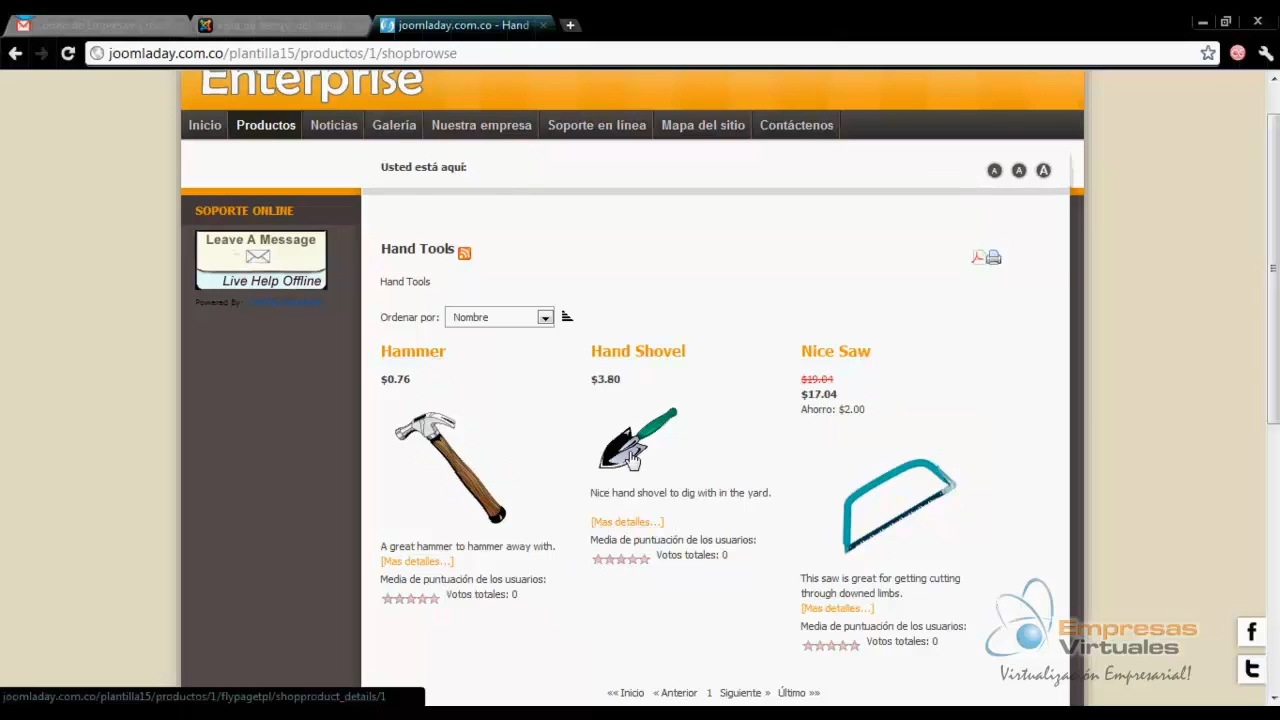 joomladay.com.co - Hand
joomladay.com.co/plantilla15/productos/1/shopbrowse
Enterprise
Inicio
Productos
Noticias
Galería
Nuestra empresa
Soporte en línea
Mapa del sitio
Contáctenos
Usted está aquí:
A A A
SOPORTE ONLINE
Leave A Message
Live Help Offline
Powered By:
Hand Tools
Hand Tools
Ordenar por: Nombre
Hammer
$0.76
A great hammer to hammer away with.
[Mas detalles...]
Media de puntuación de los usuarios:
Votos totales: 0
Hand Shovel
$3.80
Nice hand shovel to dig with in the yard.
[Mas detalles...]
Media de puntuación de los usuarios:
Votos totales: 0
Nice Saw
$19.04
$17.04
Ahorro: $2.00
This saw is great for getting cutting
through downed limbs.
[Mas detalles...]
Media de puntuación de los usuarios:
Votos totales: 0
<< Inicio < Anterior 1 Siguiente > Último >>
Empresas
Virtuales
Virtualización Empresarial!
joomladay.com.co/plantilla15/productos/1/flypagetpl/shopproduct_details/1